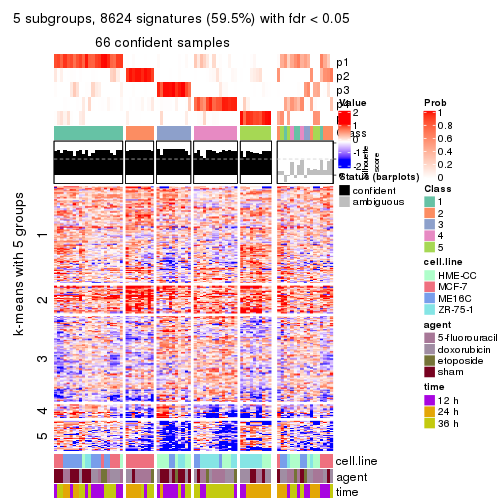 5 subgroups, 8624 signatures (59.5%) with fdr < 0.05
66 confident samples
p1
p2
p3
p4
Class
k-means with 5 groups
1
2
3
4
5
cell.line
agent
time
Value
2
1
0
-1
-2
Silhouette
score
Status (barplots)
confident
ambiguous
Prob
1
0.8
0.6
0.4
0.2
0
Class
1
2
3
4
5
cell.line
HME-CC
MCF-7
ME16C
ZR-75-1
agent
5-fluorouracil
doxorubicin
etoposide
sham
time
12 h
24 h
36 h